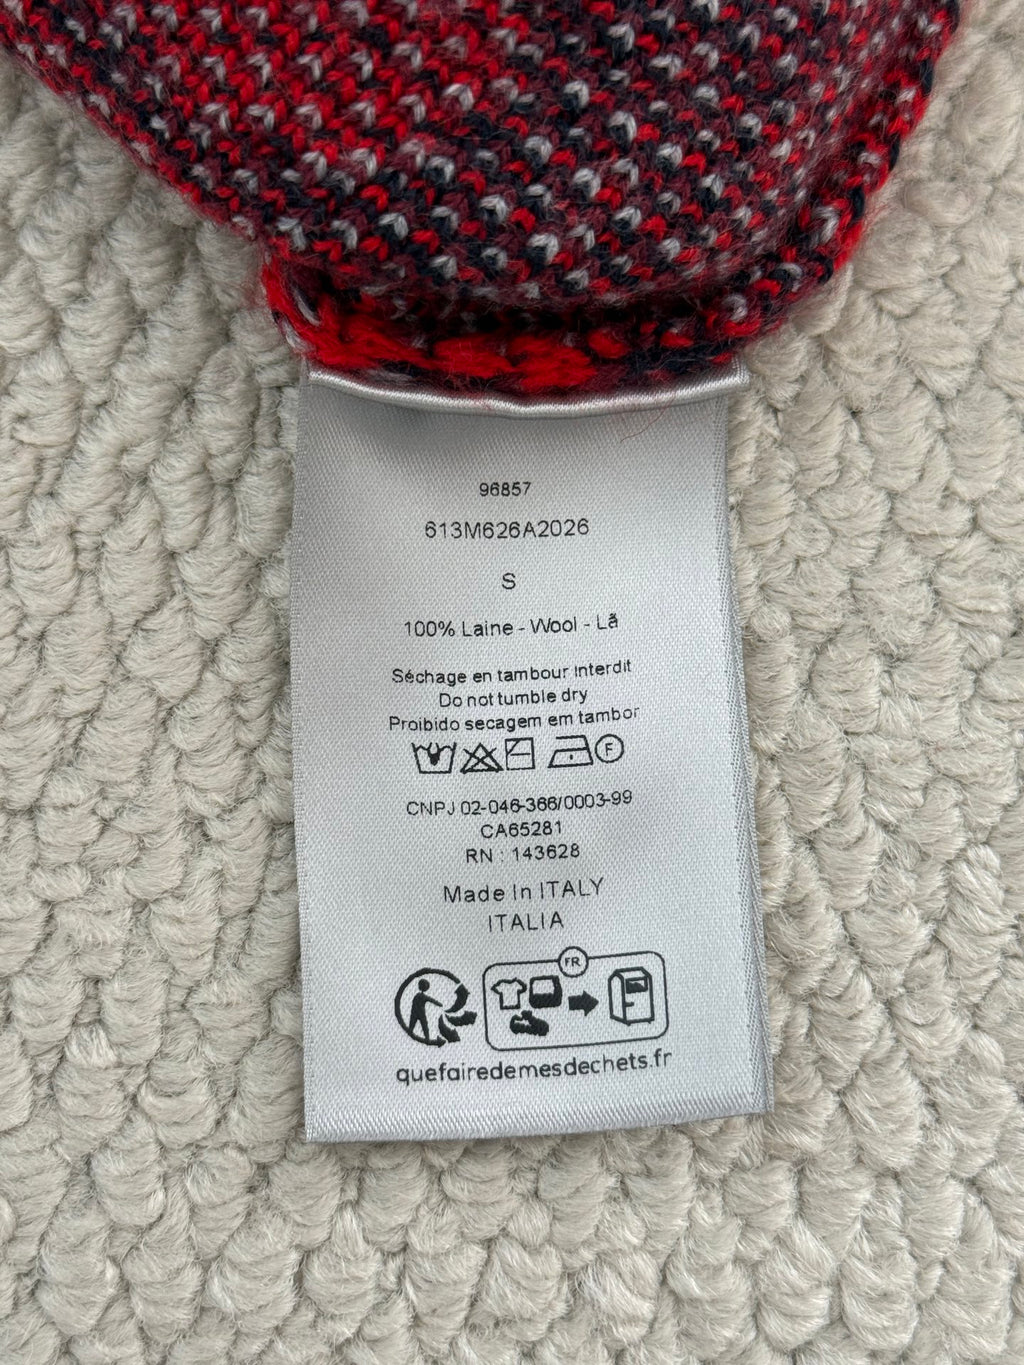 96857
613M626A2026
S
100% Laine - Wool - Lã
Séchage en tambour interdit
Do not tumble dry
Proibido secagem em tambor
F
CNPJ 02-046-366/0003-99
CA65281
RN : 143628
Made In ITALY
ITALIA
FR
quefairedemesdechets.fr